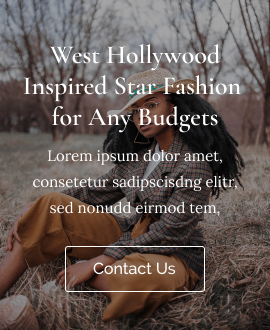 West Hollywood
Inspired Star Fashion
for Any Budgets
Lorem ipsum dolor amet,
consetetur sadipscisdng elitr,
sed nonudd eirmod tem,
Contact Us